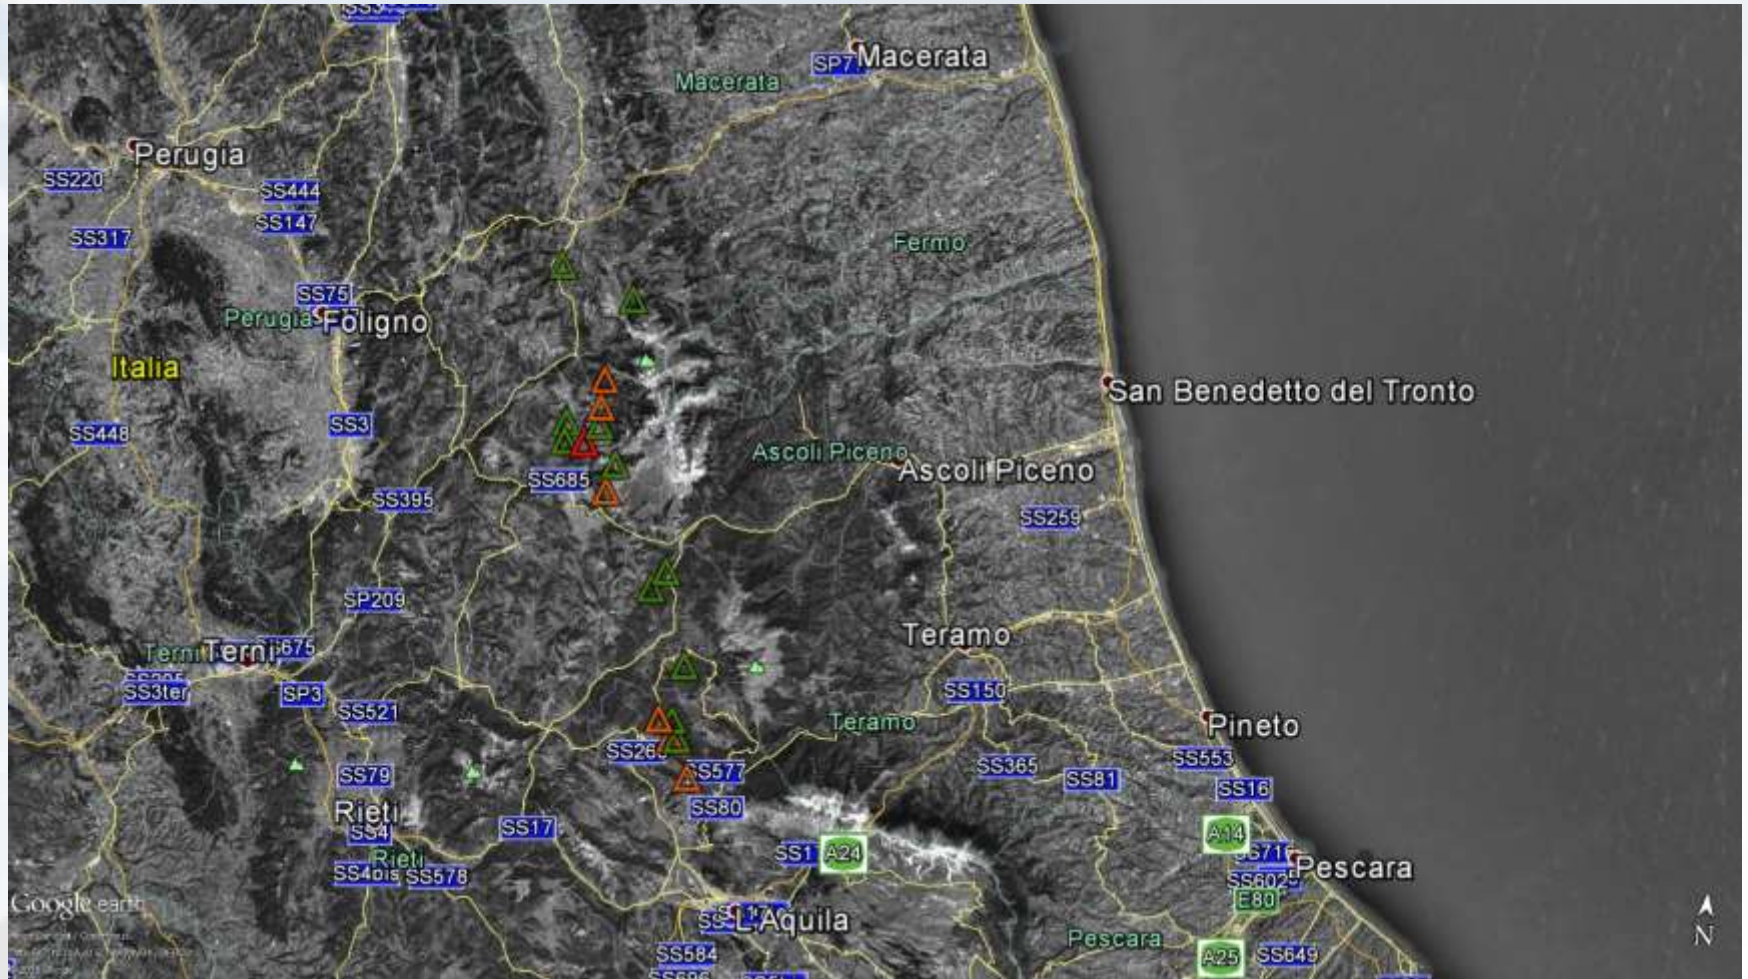 Macerata
SP77
Macerata
Perugia
SS220
SS444
SS147
SS317
Fermo
SS75
Perugia
Foligno
Italia
San Benedetto del Tronto
SS3
SS448
Ascoli Piceno
Ascoli Piceno
SS685
SS395
SS259
SP209
Teramo
Terni
Terni
SS3ter
SP3
SS150
SS521
Teramo
Pineto
SS553
SS365
SS577
SS79
SS81
SS16
SS80
Rieti
SS4
SS17
A14
A24
Rieti
Pescara
SS4bis
SS578
E80
Google earth
L'Aquila
N
Pescara
SS584
A25
SS649